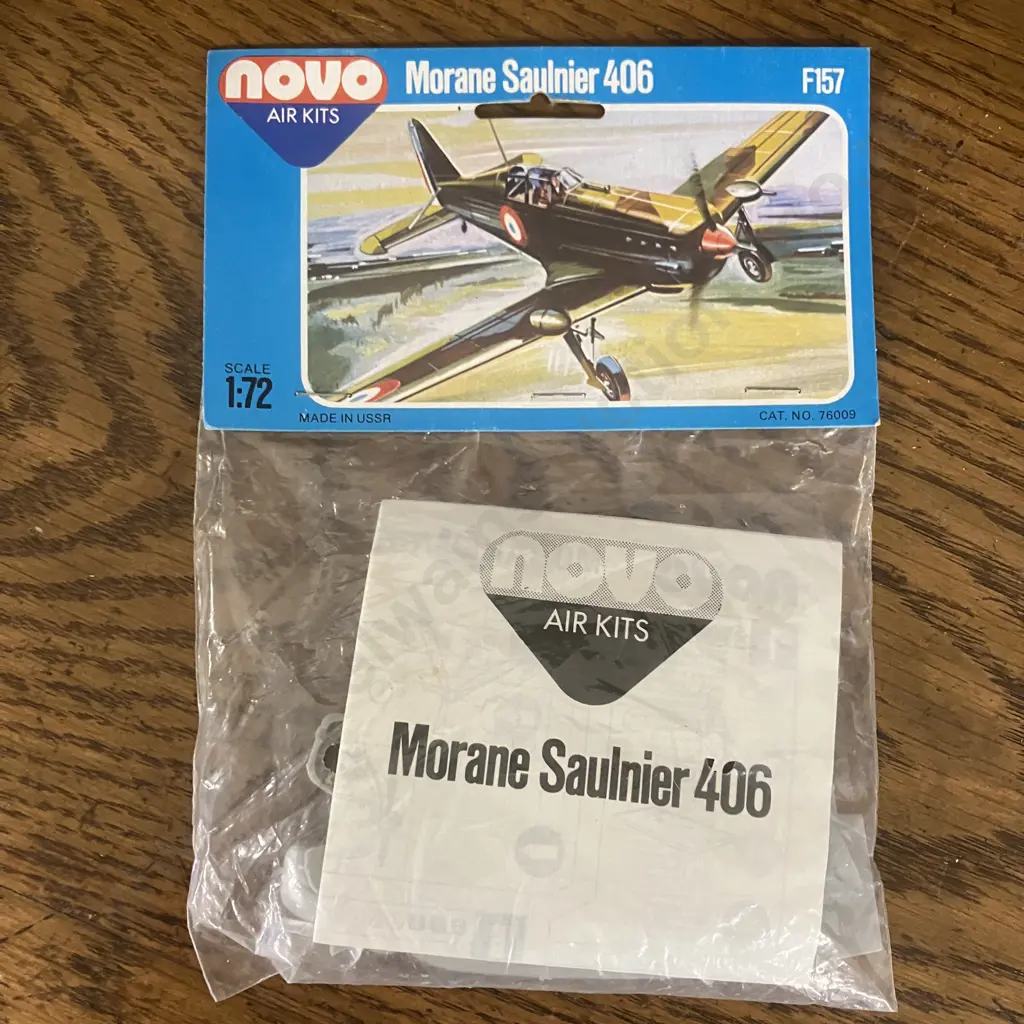 novo
AIR KITS
Morane Saulnier 406
F157
SCALE
1:72
MADE IN USSR
CAT. NO. 76009
novo
AIR KITS
Morane Saulnier 406